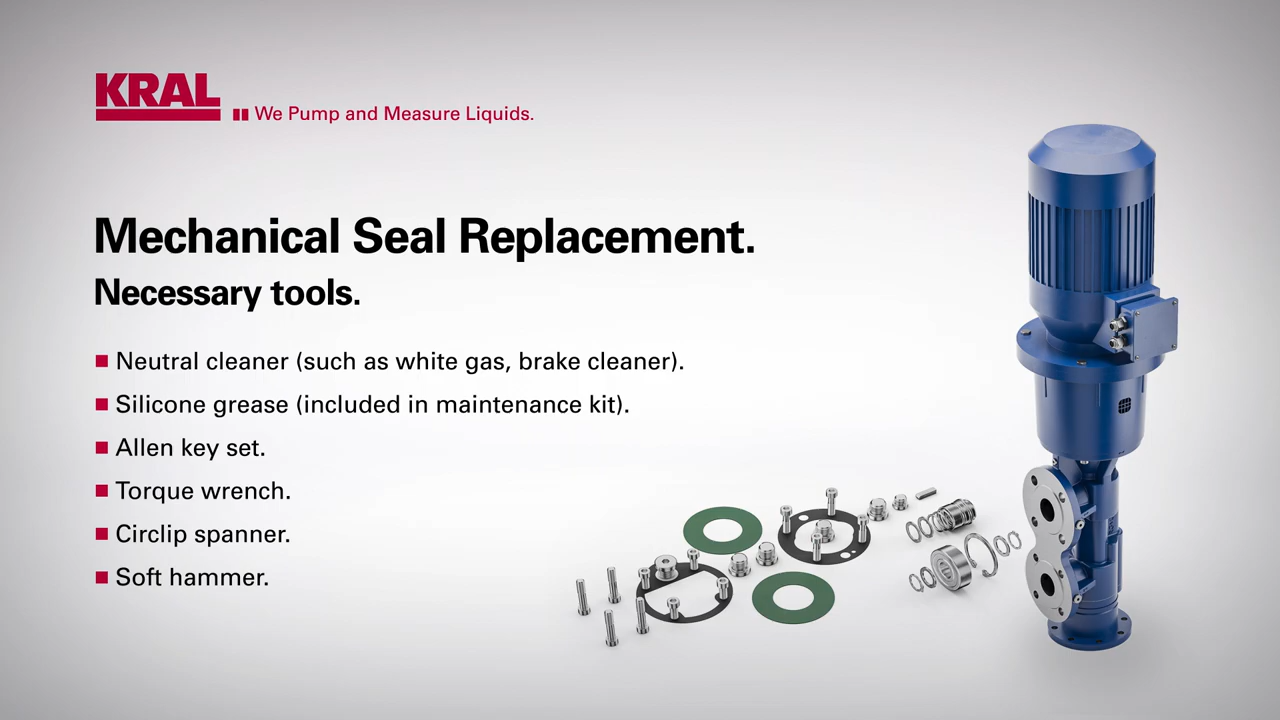 KRAL
We Pump and Measure Liquids.
Mechanical Seal Replacement.
Necessary tools.
Neutral cleaner (such as white gas, brake cleaner).
Silicone grease (included in maintenance kit).
Allen key set.
Torque wrench.
Circlip spanner.
Soft hammer.